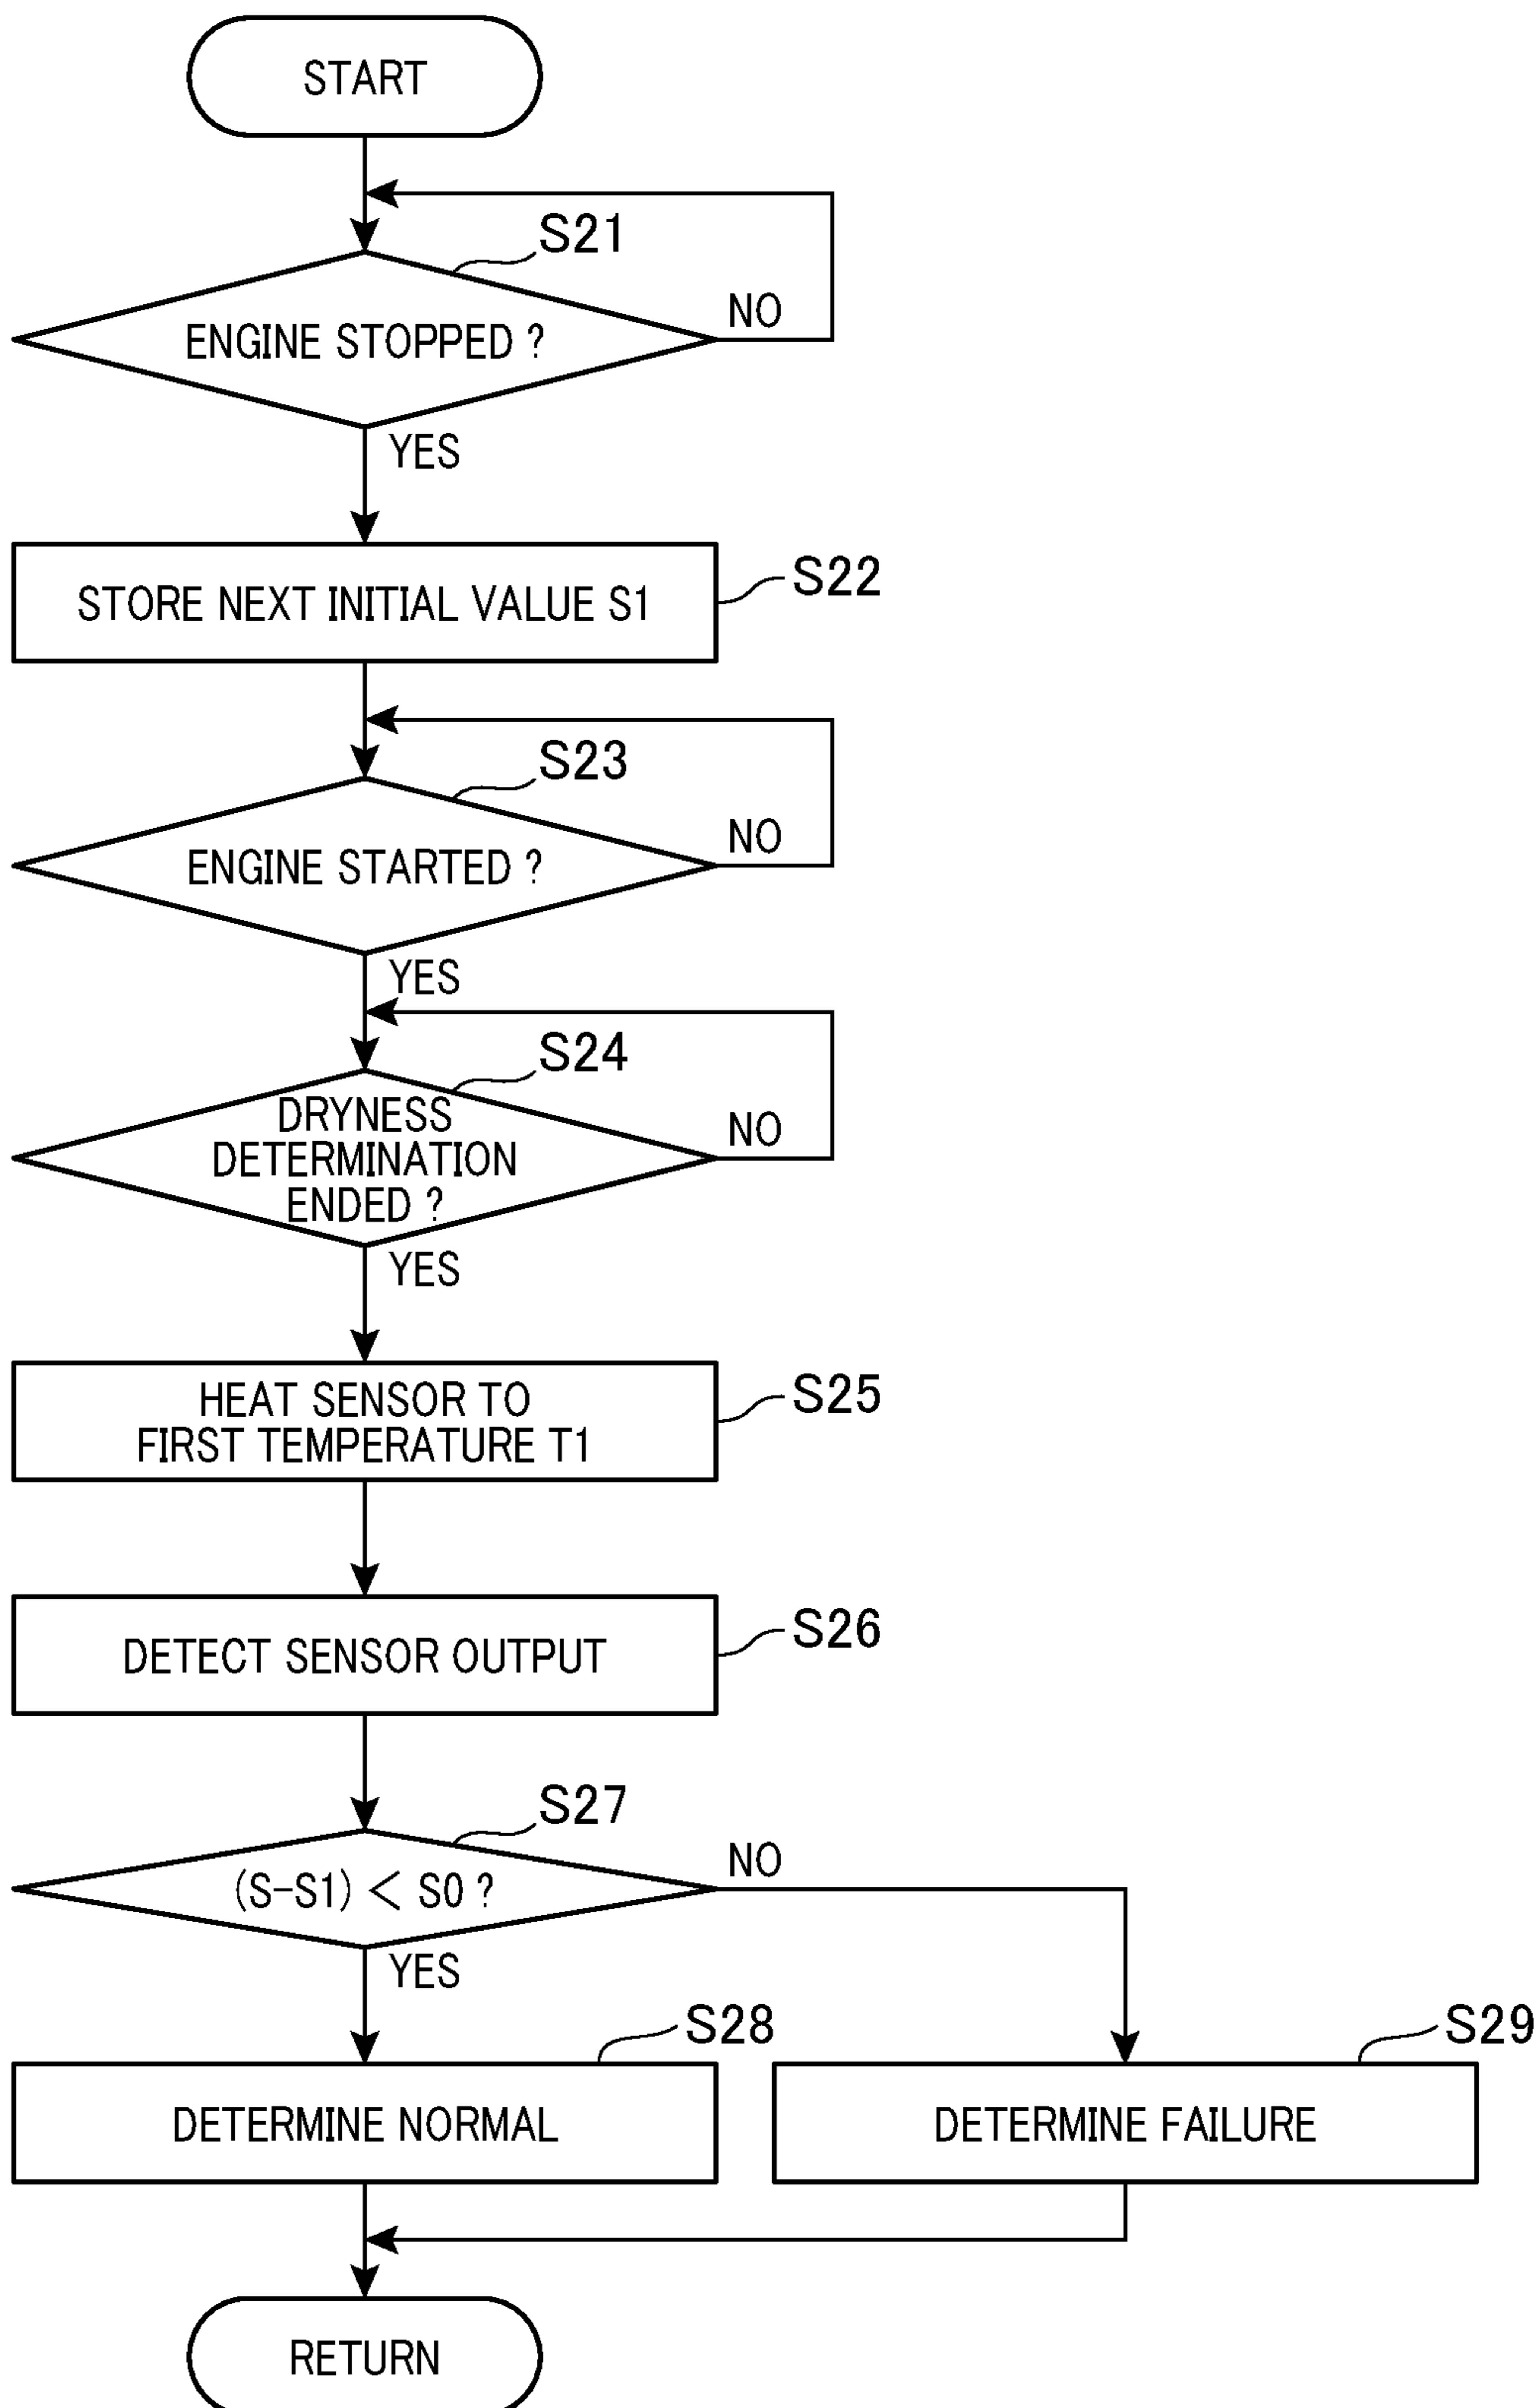 START
S21
ENGINE STOPPED ?
NO
YES
STORE NEXT INITIAL VALUE S1
S22
S23
ENGINE STARTED ?
NO
YES
S24
DRYNESS
DETERMINATION
ENDED ?
NO
YES
HEAT SENSOR TO
FIRST TEMPERATURE T1
S25
DETECT SENSOR OUTPUT
S26
S27
(S-S1) < S0 ?
NO
YES
S28
DETERMINE NORMAL
S29
DETERMINE FAILURE
RETURN